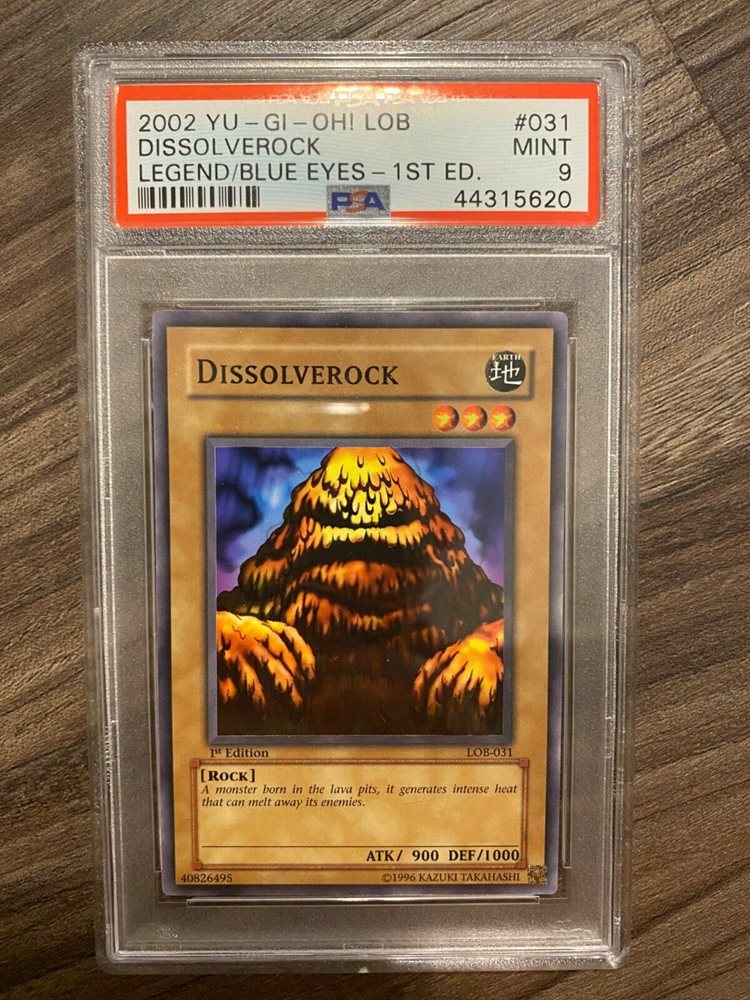 2002 YU-GI-OH! LOB #031
DISSOLVEROCK MINT
LEGEND/BLUE EYES-1ST ED. 9
PSA 44315620
DISSOLVEROCK
EARTH
地
1st Edition LOB-031
[ROCK]
A monster born in the lava pits, it generates intense heat
that can melt away its enemies.
ATK/ 900 DEF/1000
40826495 ©1996 KAZUKI TAKAHASHI